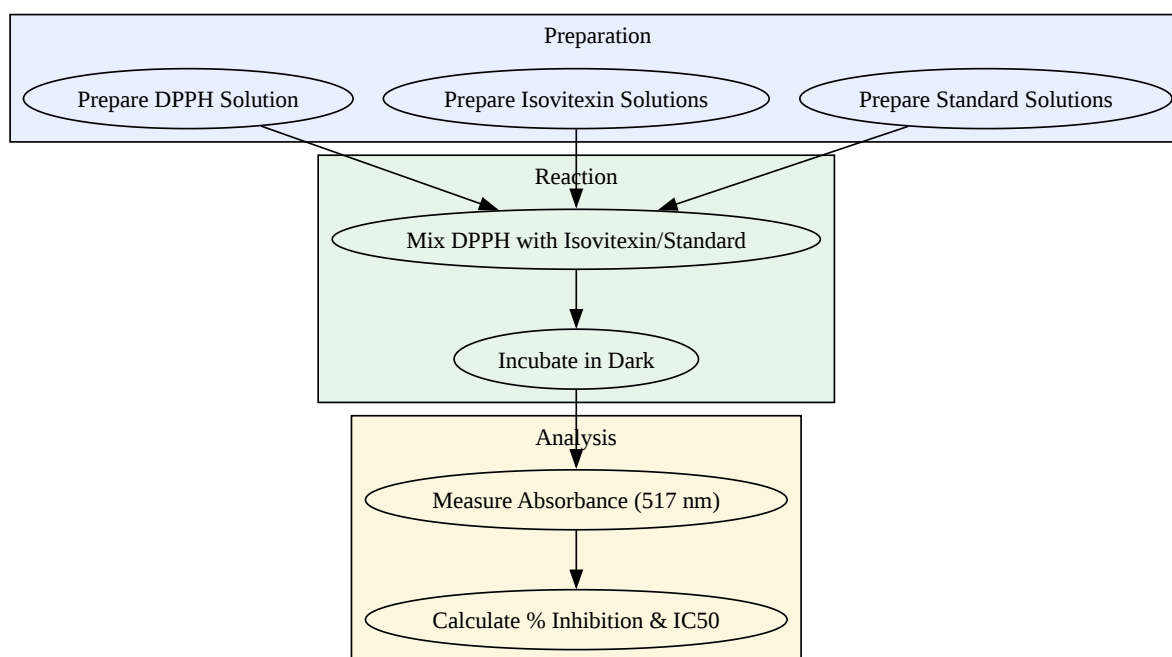 Preparation
Prepare DPPH Solution
Prepare Isovitexin Solutions
Prepare Standard Solutions
Reaction
Mix DPPH with Isovitexin/Standard
Incubate in Dark
Analysis
Measure Absorbance (517 nm)
Calculate % Inhibition & IC50